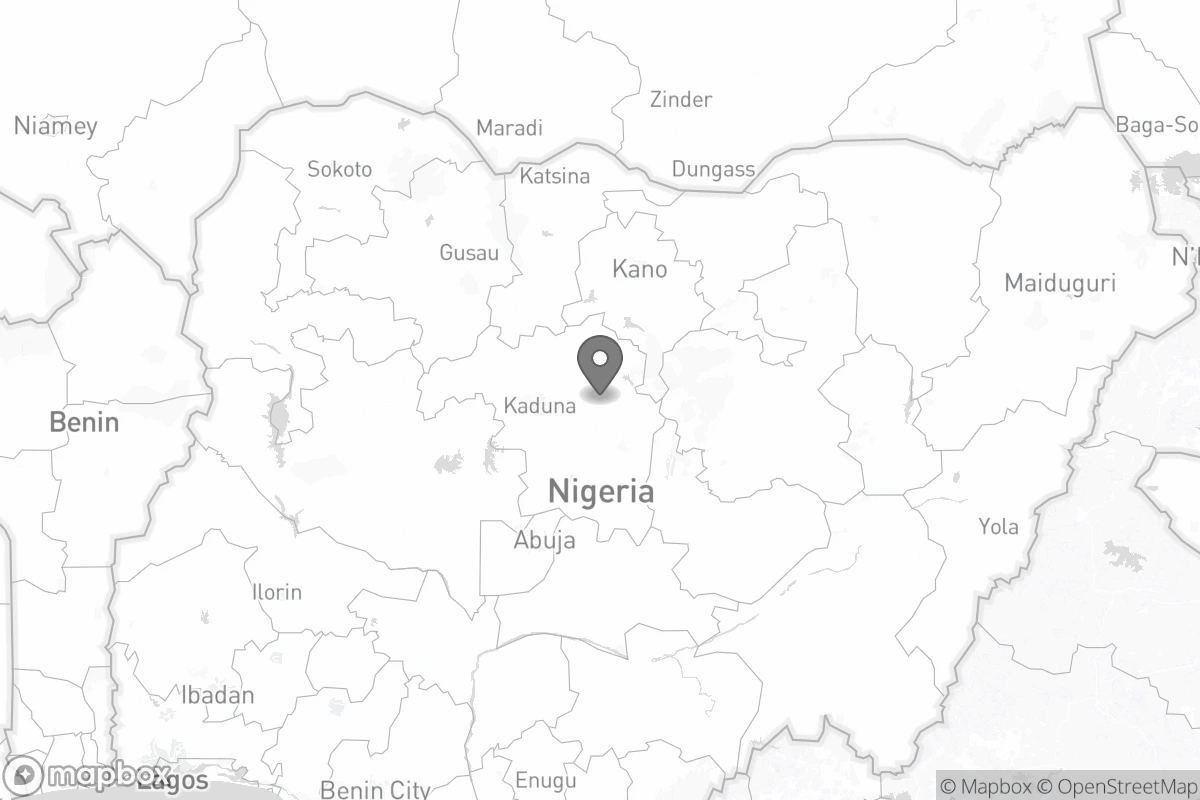 Zinder
Niamey
Maradi
Baga-So
Sokoto
Katsina
Dungass
Gusau
Kano
Maiduguri
Kaduna
Benin
Nigeria
Abuja
Yola
Ilorin
Ibadan
mapbox
Lagos
Benin City
Enugu
© Mapbox © OpenStreetMap